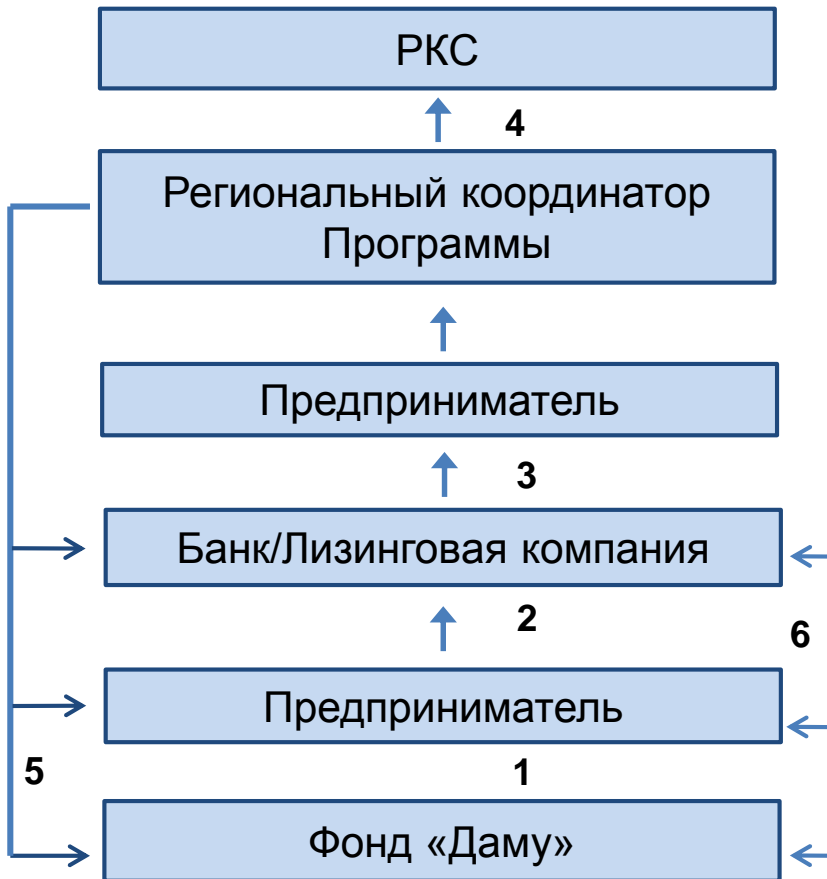 РКС
4
Региональный координатор
Программы
Предприниматель
3
Банк/Лизинговая компания
2
6
Предприниматель
5
1
Фонд «Даму»